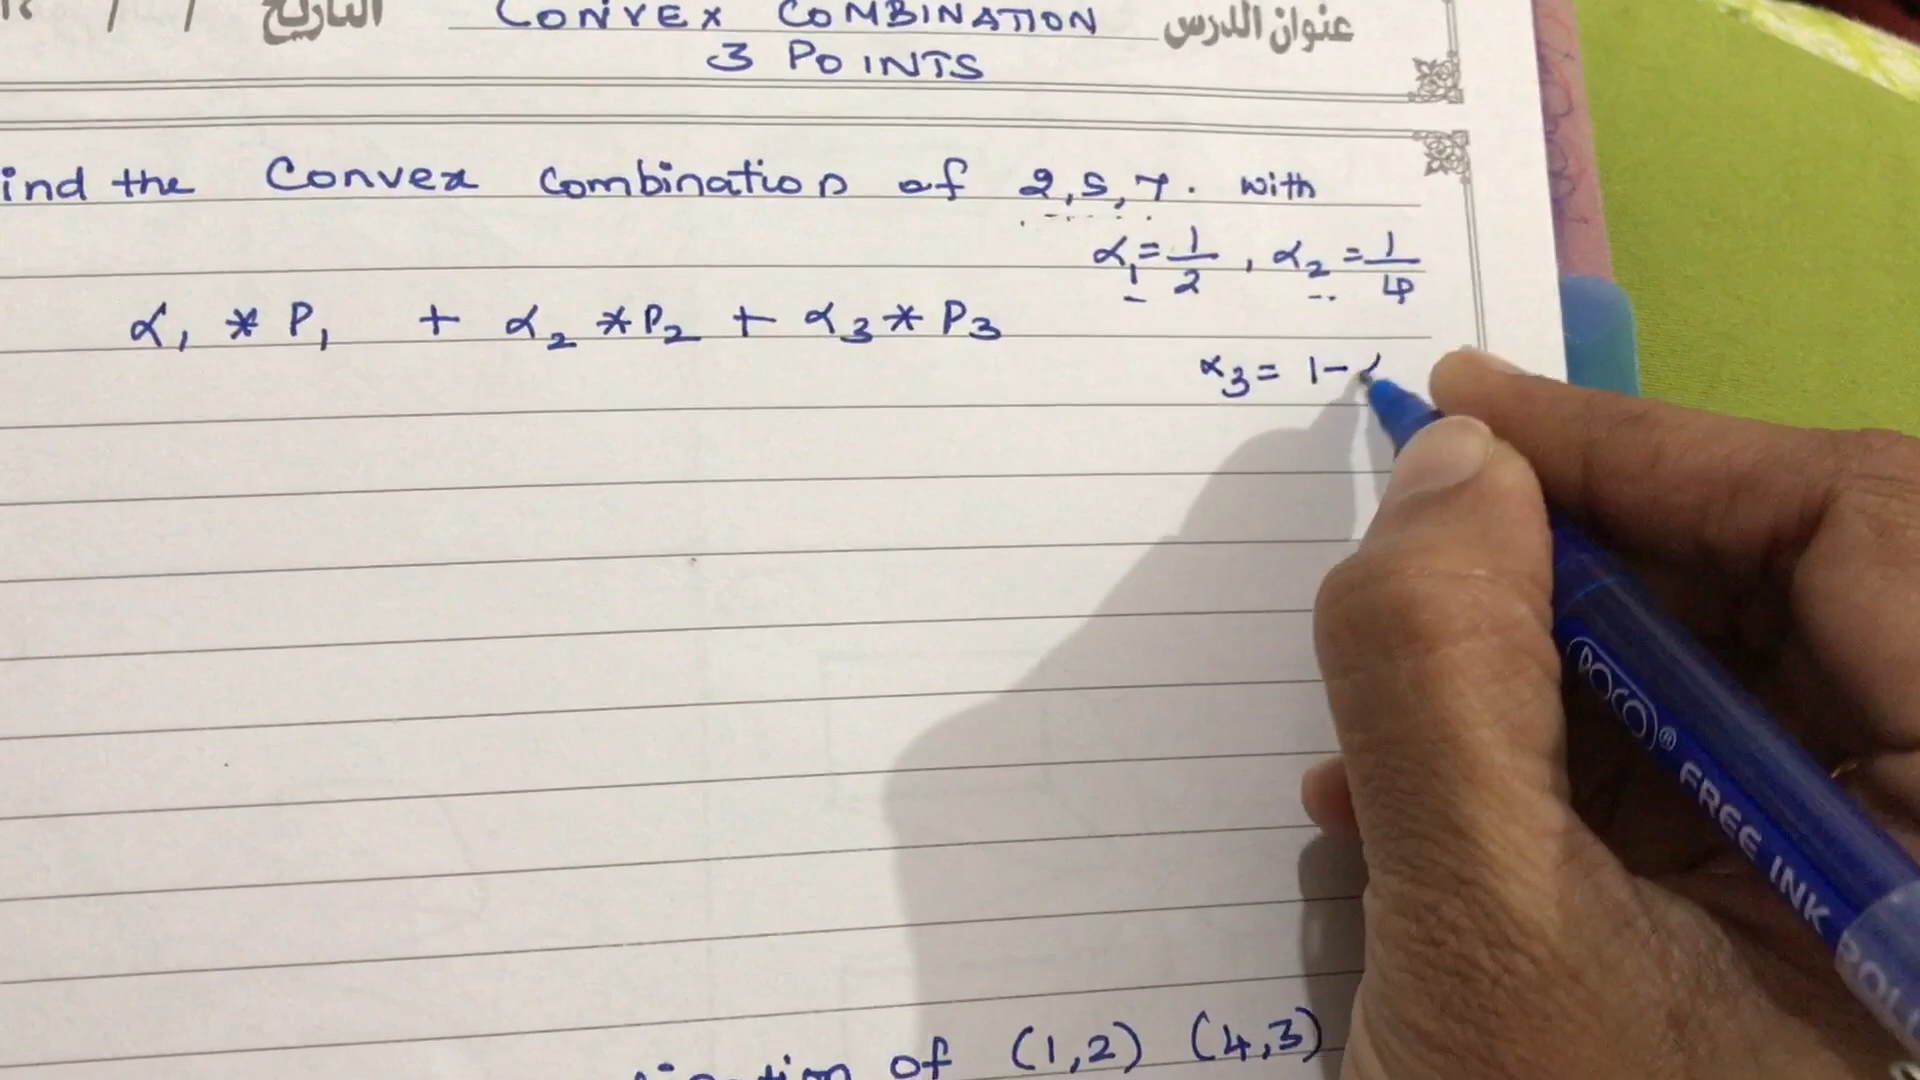 التاريخ / / CONVEX COMBINATION عنوان الدرس
3 POINTS
ind the Convex Combination of 2,5,7. with
α₁ = 1/2 , α₂ = 1/4
α₁ * P₁ + α₂ * P₂ + α₃ * P₃
α₃ = 1 -
of (1,2) (4,3)
POCO® FREE INK ROL